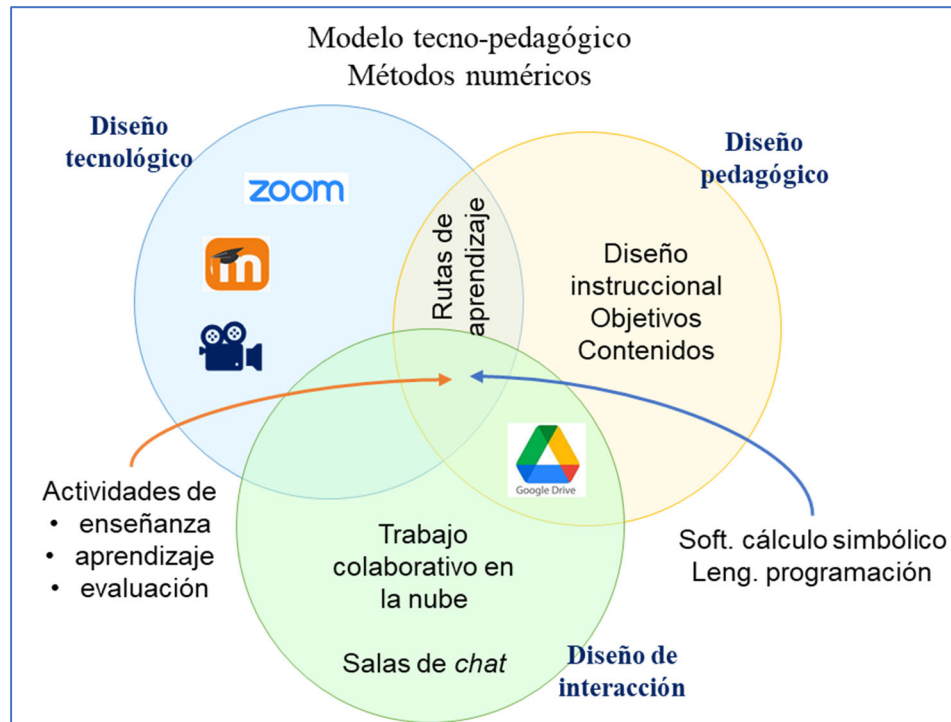 Modelo tecno-pedagógico
Métodos numéricos
Diseño
tecnológico
Diseño
pedagógico
zoom
m
Rutas de
aprendizaje
Diseño
instruccional
Objetivos
Contenidos
Google Drive
Actividades de
• enseñanza
• aprendizaje
• evaluación
Trabajo
colaborativo en
la nube
Salas de chat
Soft. cálculo simbólico
Leng. programación
Diseño de
interacción